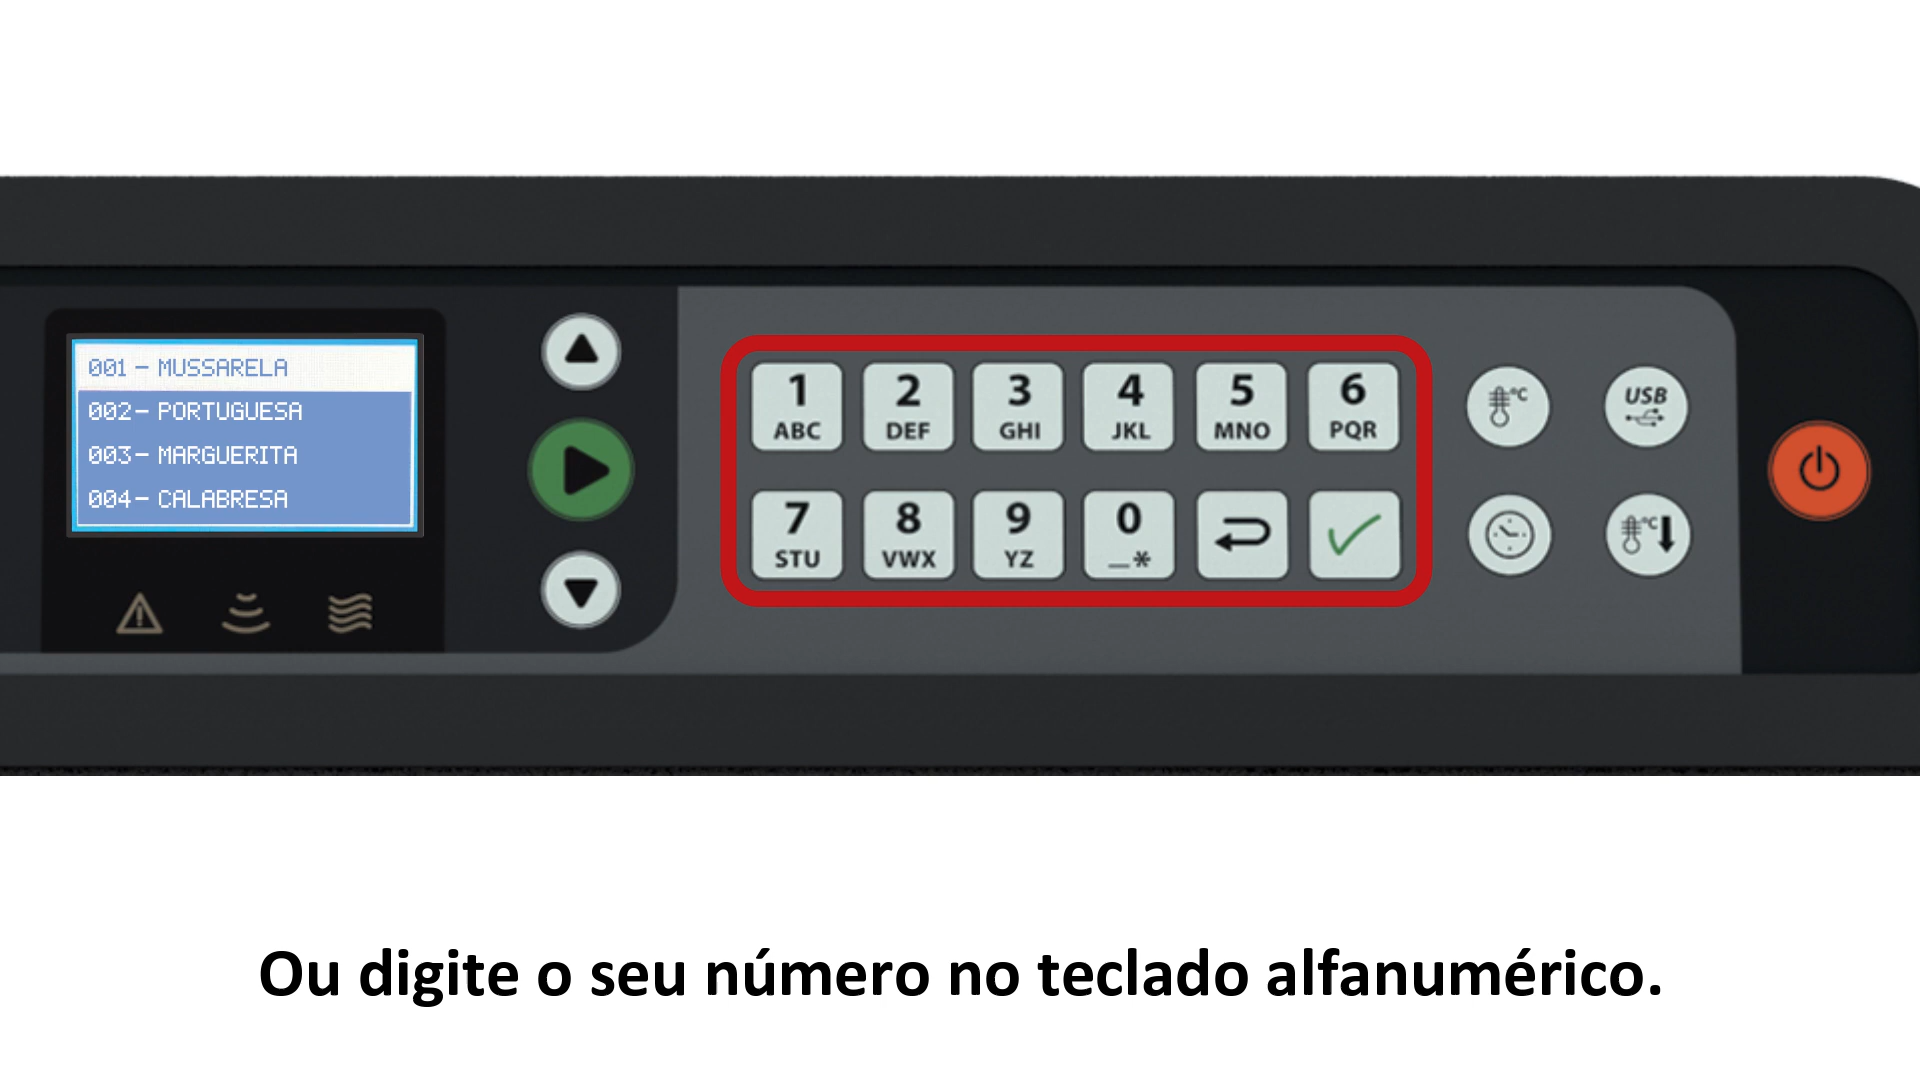 001 - MUSSARELA
002 - PORTUGUESA
003 - MARGUERITA
004 - CALABRESA
1 2 3 4 5 6
ABC DEF GHI JKL MNO PQR
7 8 9 0
STU VWX YZ _*
°C USB
°C
Ou digite o seu número no teclado alfanumérico.